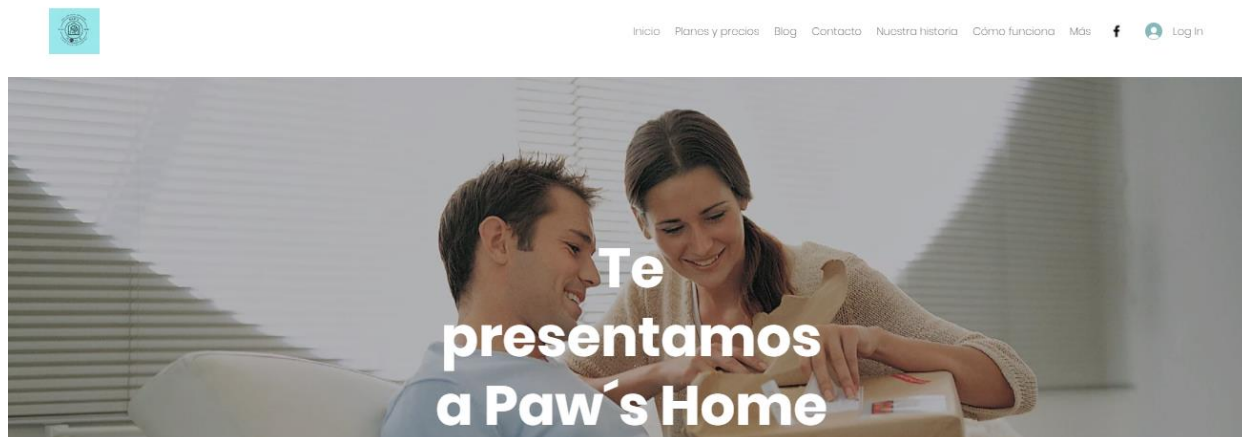 Inicio Planes y precios Blog Contacto Nuestra historia Cómo funciona Más f Log In
Te
presentamos
a Paw´s Home